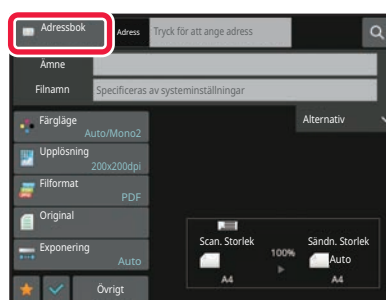 Adressbok
Adress
Tryck för att ange adress
Ämne
Filnamn
Specificeras av systeminställningar
Färgläge
Auto/Mono2
Upplösning
200x200dpi
Filformat
PDF
Original
Exponering
Auto
Övrigt
Alternativ
Scan. Storlek
100%
Sändn. Storlek
Auto
A4
A4